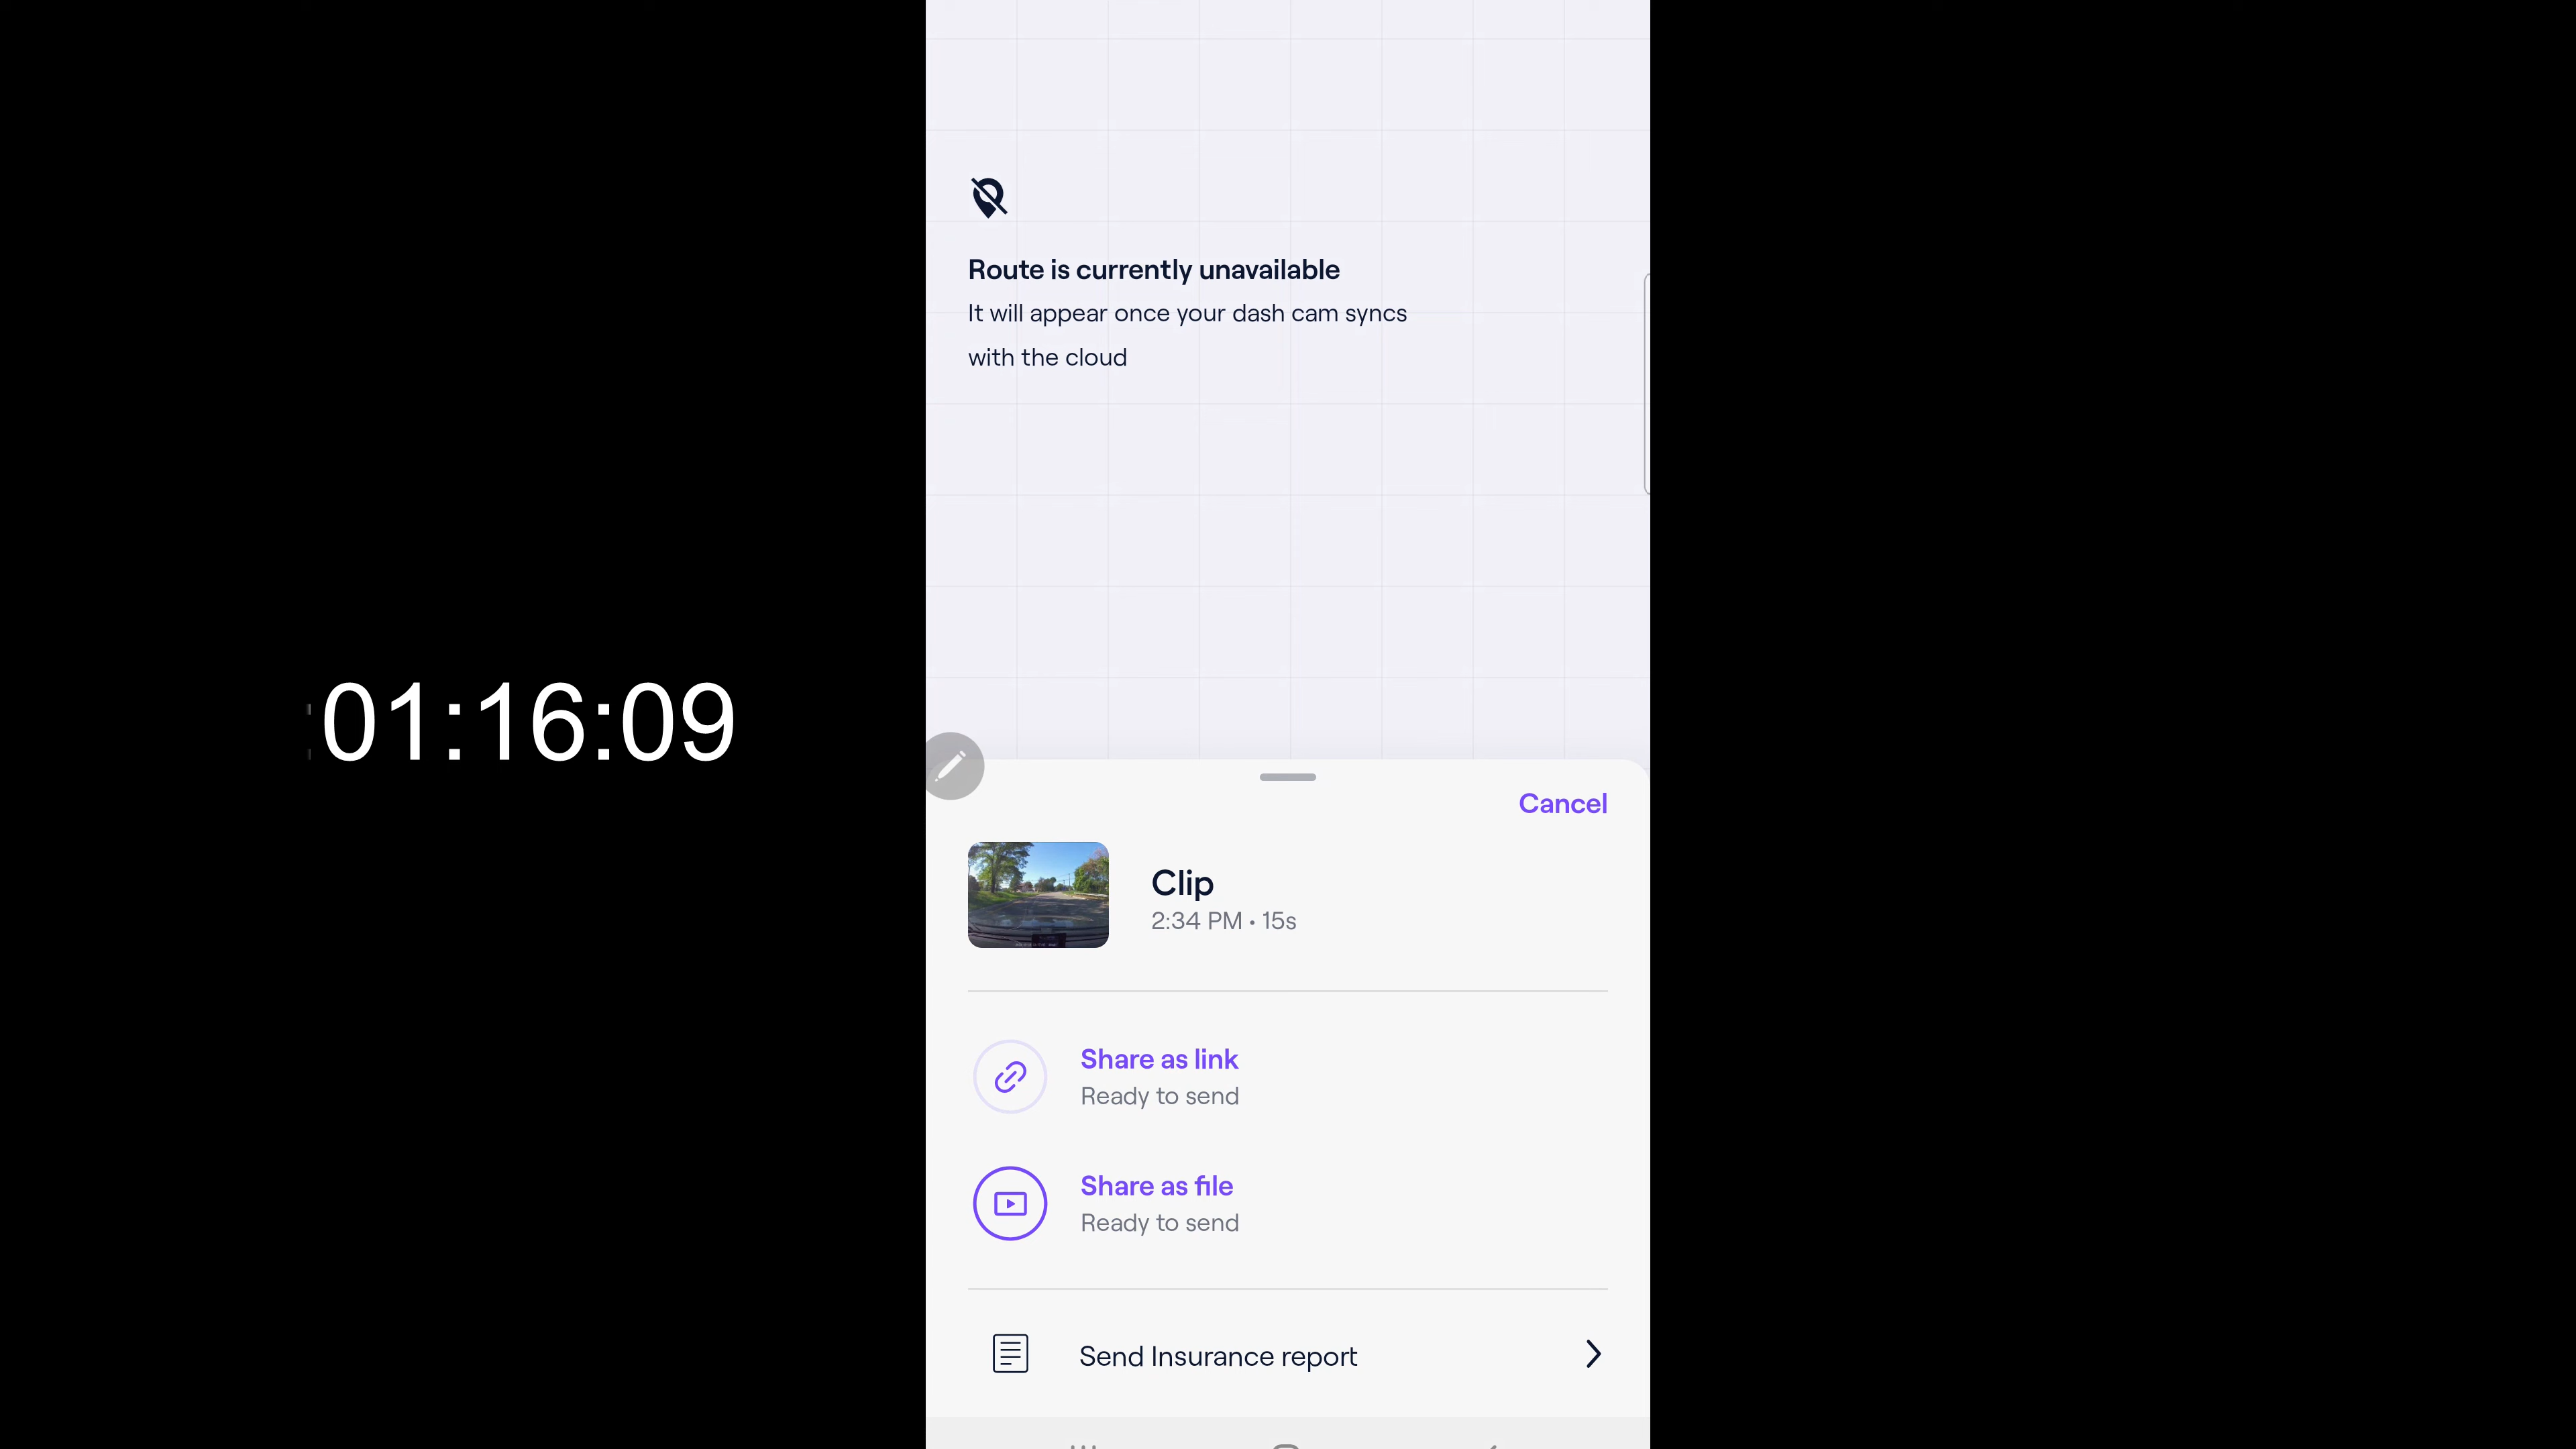 :01:16:09
Route is currently unavailable
It will appear once your dash cam syncs
with the cloud
Cancel
Clip
2:34 PM • 15s
Share as link
Ready to send
Share as file
Ready to send
Send Insurance report